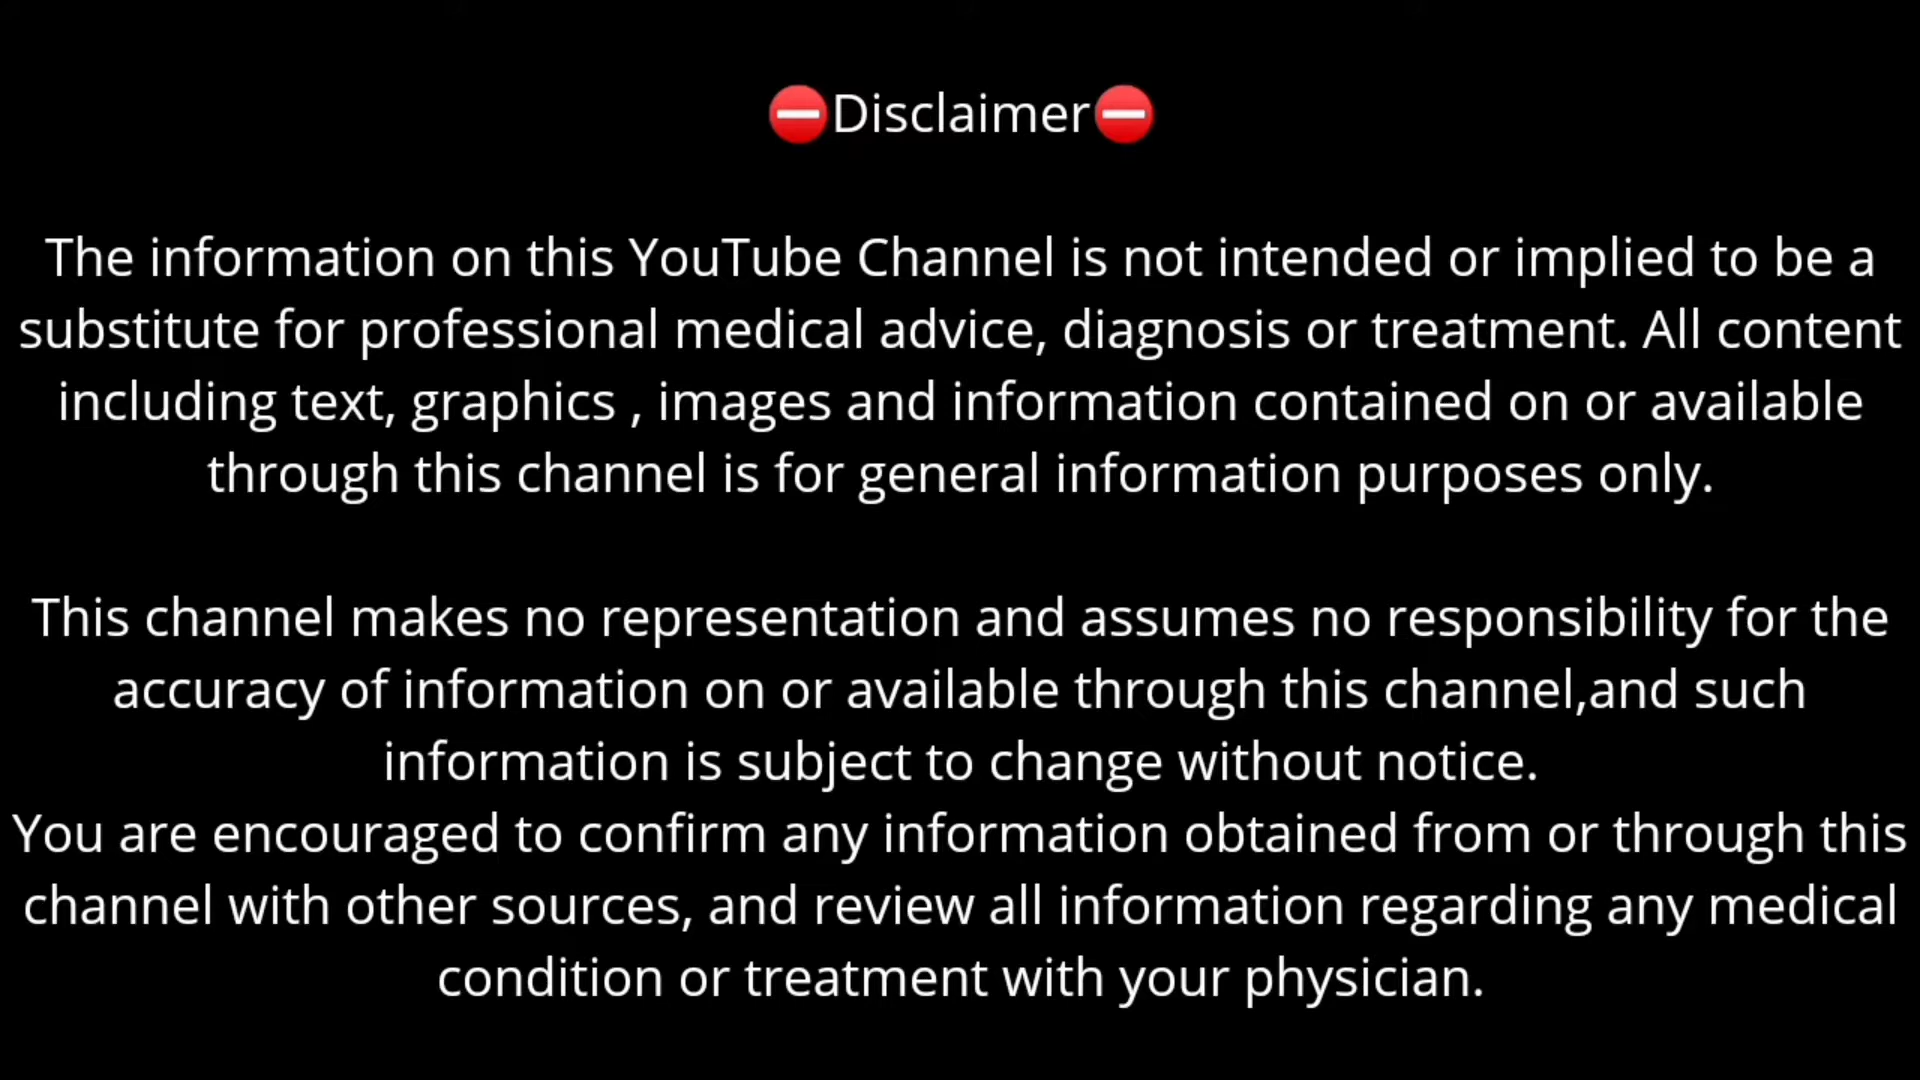 ⛔Disclaimer⛔
The information on this YouTube Channel is not intended or implied to be a
substitute for professional medical advice, diagnosis or treatment. All content
including text, graphics , images and information contained on or available
through this channel is for general information purposes only.
This channel makes no representation and assumes no responsibility for the
accuracy of information on or available through this channel,and such
information is subject to change without notice.
You are encouraged to confirm any information obtained from or through this
channel with other sources, and review all information regarding any medical
condition or treatment with your physician.